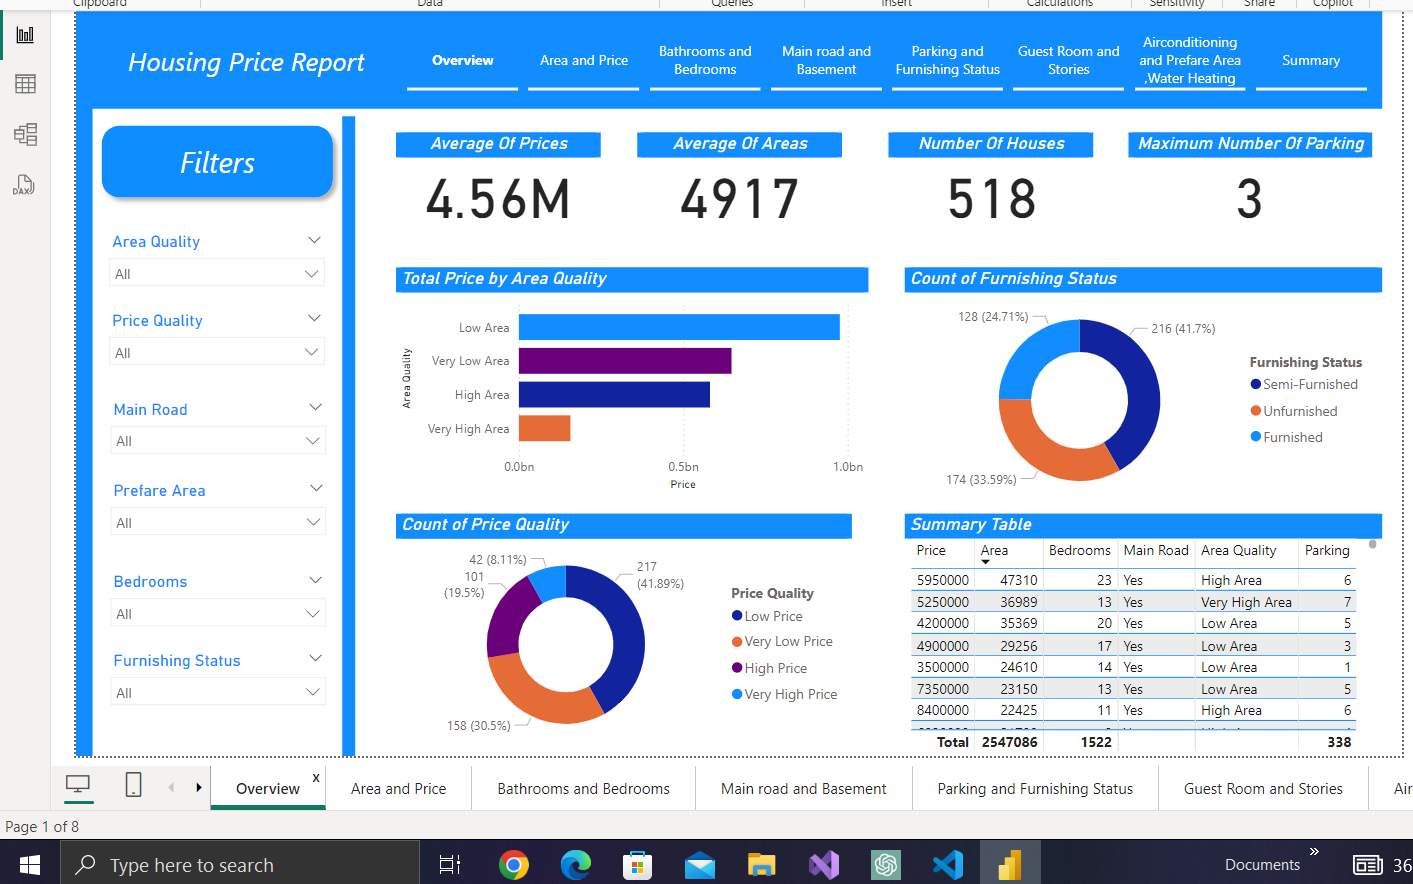 Clipboard
Data
Queries
Insert
Calculations
Sensitivity
Share
Copilot
Housing Price Report
Overview
Area and Price
Bathrooms and
Bedrooms
Main road and
Basement
Parking and
Furnishing Status
Guest Room and
Stories
Airconditioning
and Prefare Area
,Water Heating
Summary
Filters
Area Quality
All
Price Quality
All
Main Road
All
Prefare Area
All
Bedrooms
All
Furnishing Status
All
Average Of Prices
4.56M
Average Of Areas
4917
Number Of Houses
518
Maximum Number Of Parking
3
Total Price by Area Quality
Area Quality
Low Area
Very Low Area
High Area
Very High Area
0.0bn
0.5bn
1.0bn
Price
Count of Furnishing Status
128 (24.71%)
216 (41.7%)
174 (33.59%)
Furnishing Status
Semi-Furnished
Unfurnished
Furnished
Count of Price Quality
42 (8.11%)
101
(19.5%)
217
(41.89%)
158 (30.5%)
Price Quality
Low Price
Very Low Price
High Price
Very High Price
Summary Table
Price Area Bedrooms Main Road Area Quality Parking
5950000 47310 23 Yes High Area 6
5250000 36989 13 Yes Very High Area 7
4200000 35369 20 Yes Low Area 5
4900000 29256 17 Yes Low Area 3
3500000 24610 14 Yes Low Area 1
7350000 23150 13 Yes Low Area 5
8400000 22425 11 Yes High Area 6
Total 2547086 1522 338
DAX
Overview x
Area and Price
Bathrooms and Bedrooms
Main road and Basement
Parking and Furnishing Status
Guest Room and Stories
Air
Page 1 of 8
Type here to search
Documents
»
36